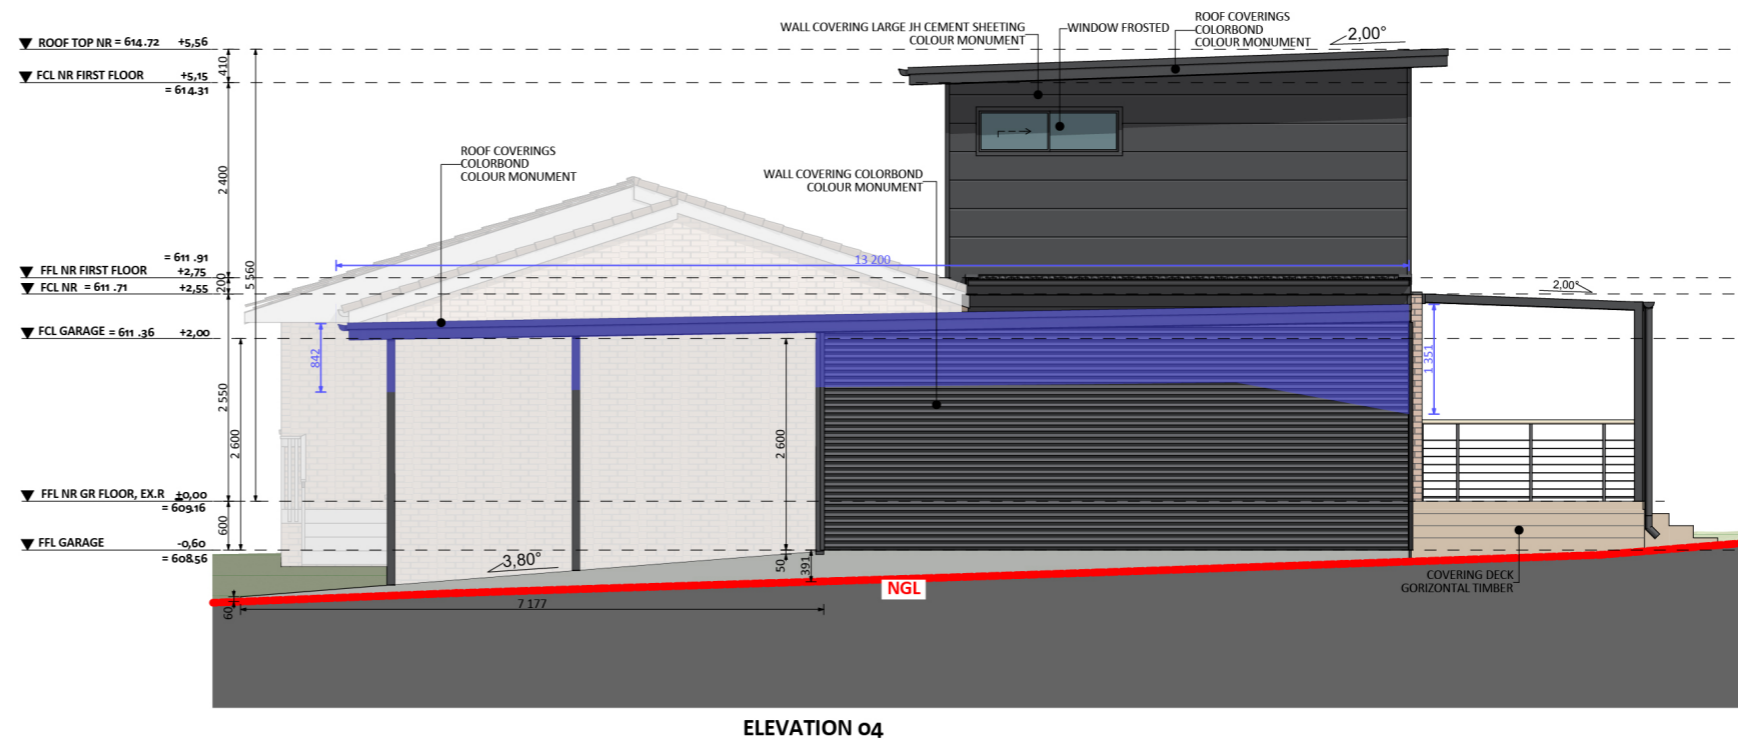 WALL COVERING LARGE JH CEMENT SHEETING
COLOUR MONUMENT
WINDOW FROSTED
ROOF COVERINGS
COLORBOND
COLOUR MONUMENT
2,00°
ROOF TOP NR = 614.72 +5,56
410
FCL NR FIRST FLOOR +5,15
= 614.31
2 400
ROOF COVERINGS
COLORBOND
COLOUR MONUMENT
WALL COVERING COLORBOND
COLOUR MONUMENT
= 611 .91
FFL NR FIRST FLOOR +2,75
200
5 560
13 200
FCL NR = 611 .71 +2,55
2,00°
FCL GARAGE = 611 .36 +2,00
842
1 351
2 550
2 600
2 600
FFL NR GR FLOOR, EX.R ±0,00
= 609.16
600
FFL GARAGE -0,60
= 608.56
3,80°
50
391
NGL
COVERING DECK
GORIZONTAL TIMBER
60
7 177
ELEVATION 04